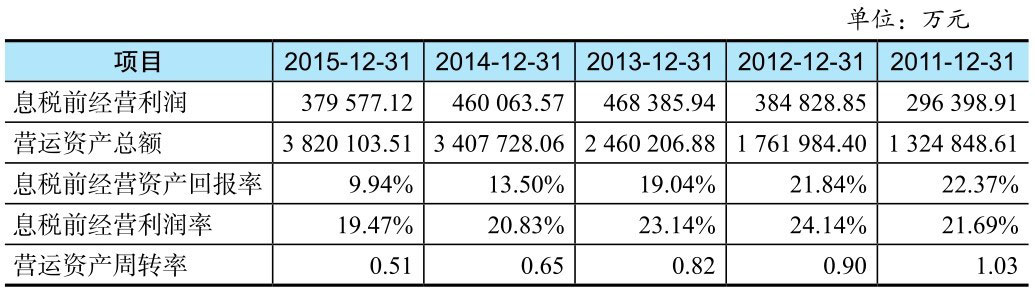 单位：万元
项目 2015-12-31 2014-12-31 2013-12-31 2012-12-31 2011-12-31
息税前经营利润 379 577.12 460 063.57 468 385.94 384 828.85 296 398.91
营运资产总额 3 820 103.51 3 407 728.06 2 460 206.88 1 761 984.40 1 324 848.61
息税前经营资产回报率 9.94% 13.50% 19.04% 21.84% 22.37%
息税前经营利润率 19.47% 20.83% 23.14% 24.14% 21.69%
营运资产周转率 0.51 0.65 0.82 0.90 1.03